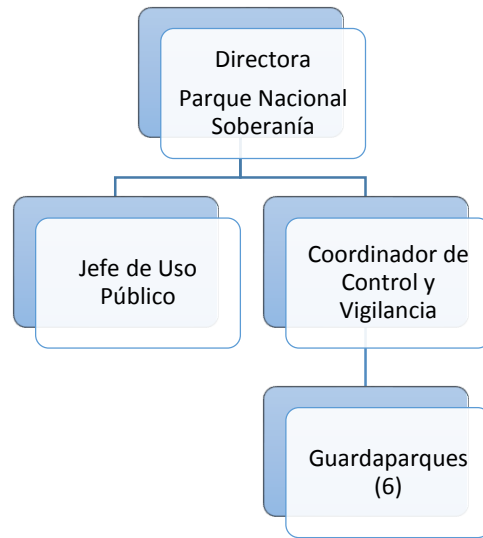 Directora
Parque Nacional
Soberanía
Jefe de Uso
Público
Coordinador de
Control y
Vigilancia
Guardaparques
(6)